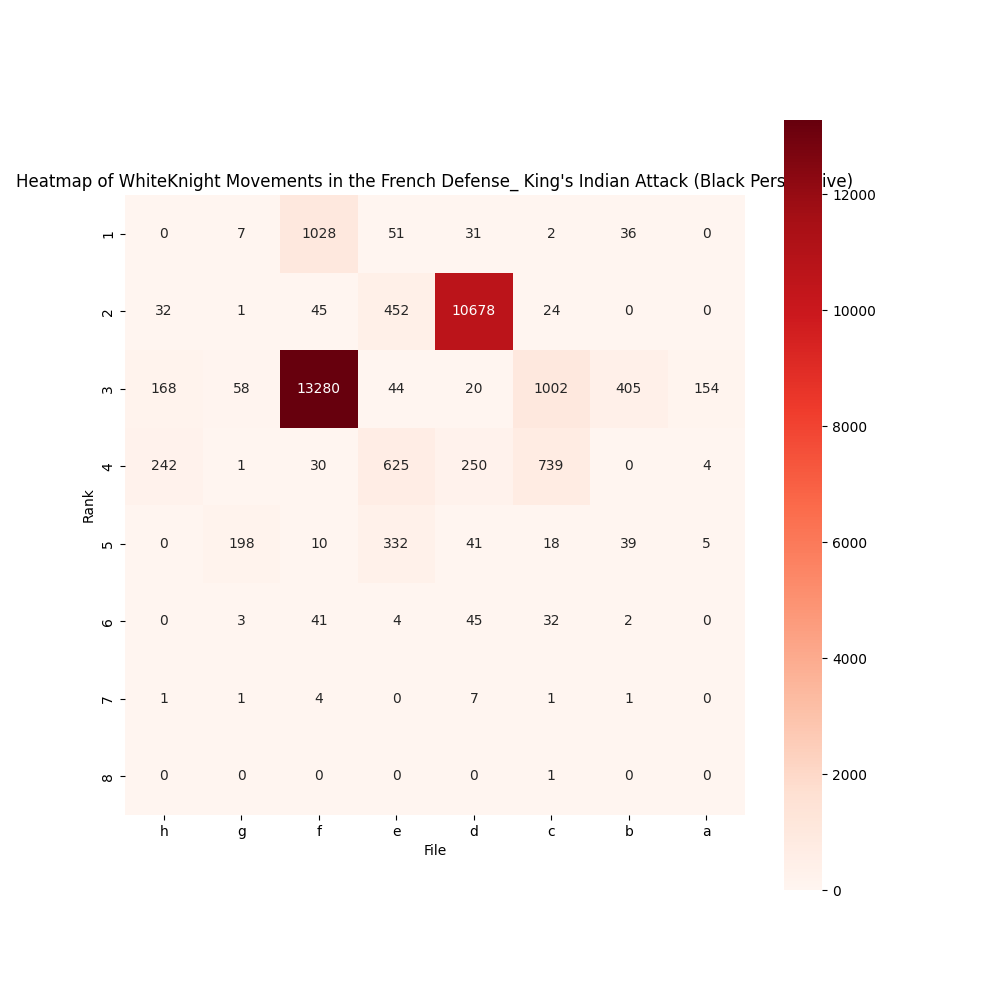 Heatmap of WhiteKnight Movements in the French Defense_ King's Indian Attack (Black Pers ive)
12000
10000
8000
6000
4000
2000
0
Rank
1 0 7 1028 51 31 2 36 0
2 32 1 45 452 10678 24 0 0
3 168 58 13280 44 20 1002 405 154
4 242 1 30 625 250 739 0 4
5 0 198 10 332 41 18 39 5
6 0 3 41 4 45 32 2 0
7 1 1 4 0 7 1 1 0
8 0 0 0 0 0 1 0 0
h g f e d c b a
File